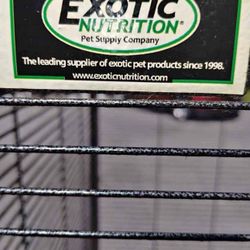 EXOTIC
NUTRITION®
Pet Supply Company
The leading supplier of exotic pet products since 1998.
www.exoticnutrition.com